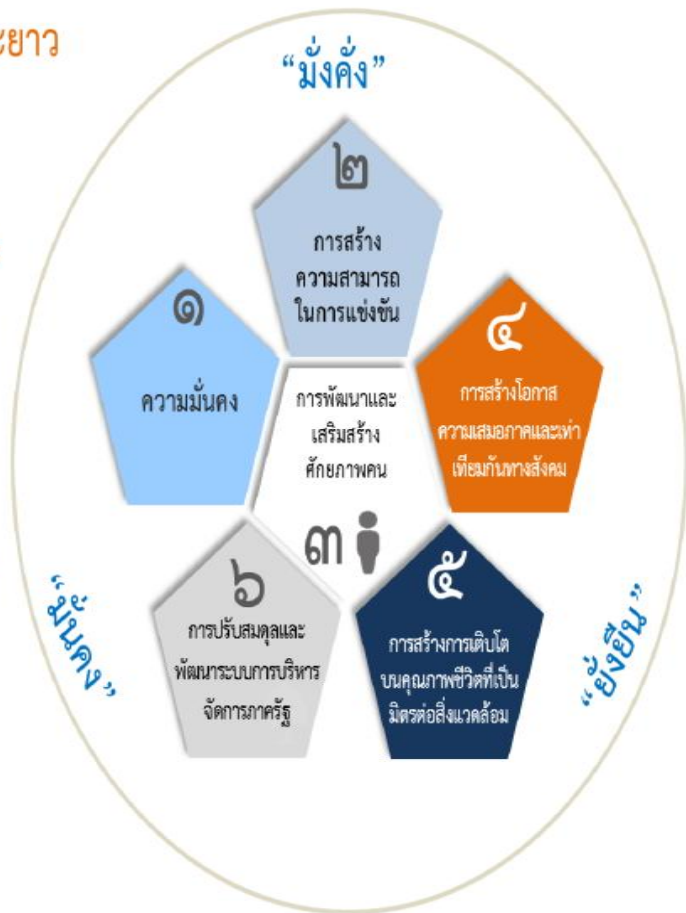 ะยาว
“มั่งคั่ง”
๒
การสร้าง
ความสามารถ
ในการแข่งขัน
๑
ความมั่นคง
๔
การสร้างโอกาส
ความเสมอภาคและเท่า
เทียมกันทางสังคม
การพัฒนาและ
เสริมสร้าง
ศักยภาพคน
๓
๖
การปรับสมดุลและ
พัฒนาระบบการบริหาร
จัดการภาครัฐ
๕
การสร้างการเติบโต
บนคุณภาพชีวิตที่เป็น
มิตรต่อสิ่งแวดล้อม
“มั่นคง”
“ยั่งยืน”